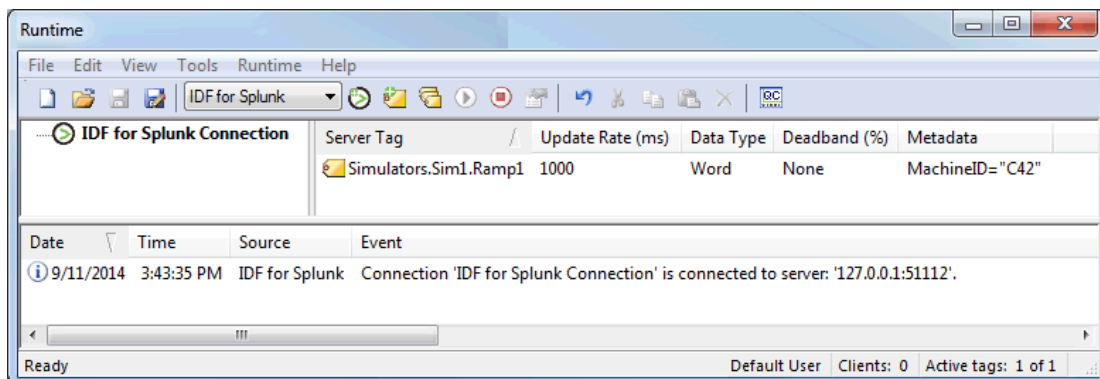 Runtime
File Edit View Tools Runtime Help
IDF for Splunk
IDF for Splunk Connection
Server Tag Update Rate (ms) Data Type Deadband (%) Metadata
Simulators.Sim1.Ramp1 1000 Word None MachineID="C42"
Date Time Source Event
9/11/2014 3:43:35 PM IDF for Splunk Connection 'IDF for Splunk Connection' is connected to server: '127.0.0.1:51112'.
Ready Default User Clients: 0 Active tags: 1 of 1